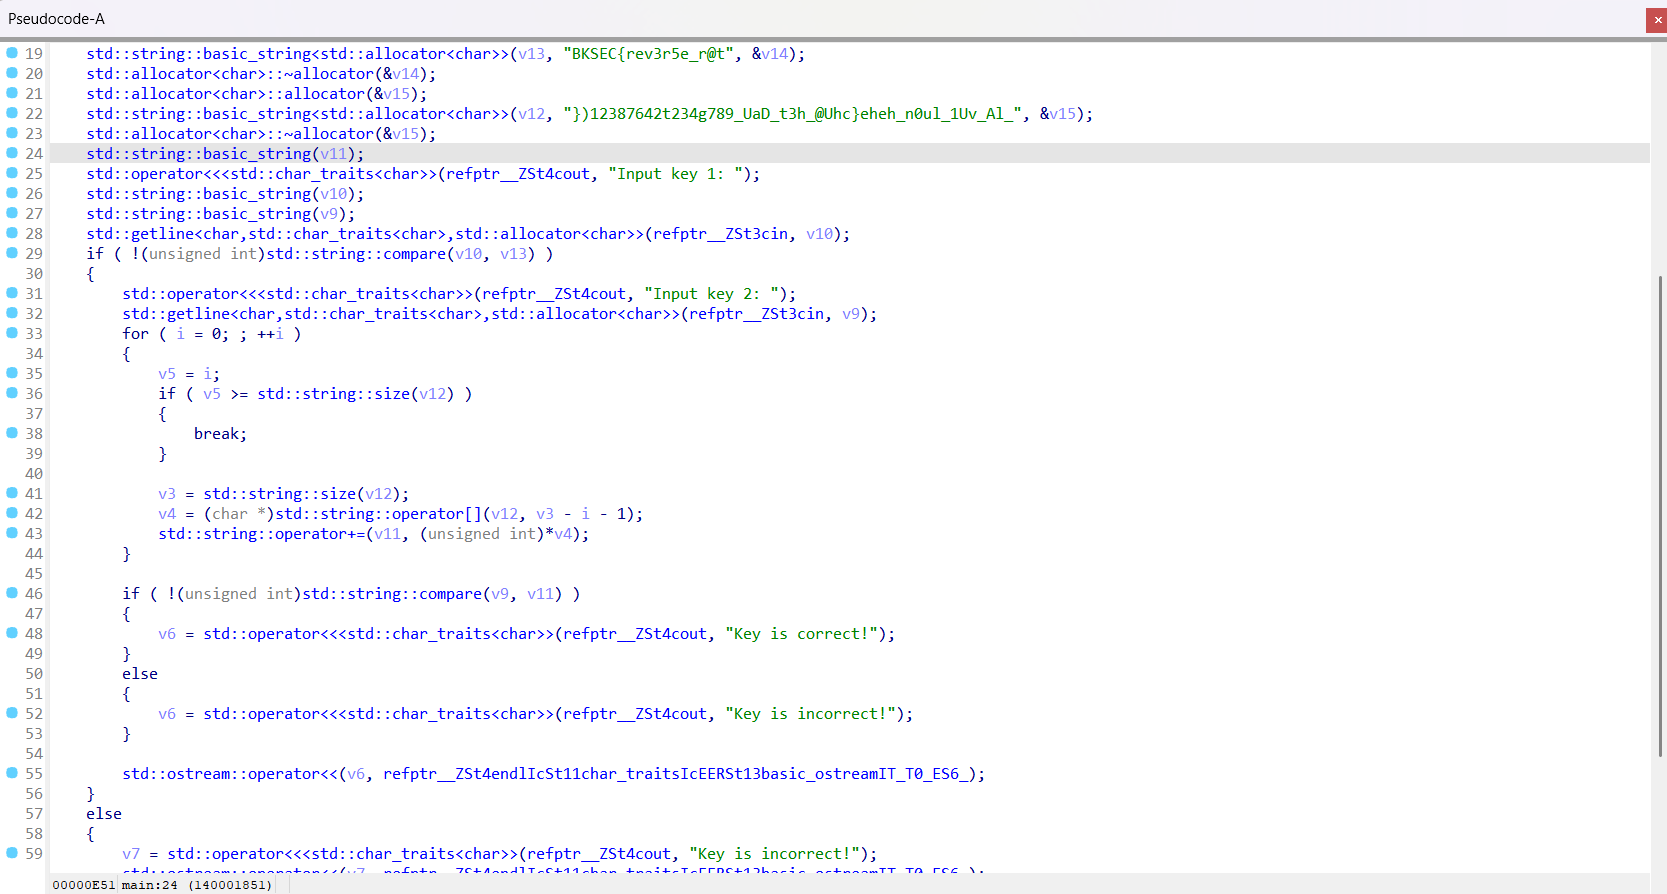 Pseudocode-A
19 std::string::basic_string<std::allocator<char>>(v13, "BKSEC{rev3r5e_r@t", &v14);
20 std::allocator<char>::~allocator(&v14);
21 std::allocator<char>::allocator(&v15);
22 std::string::basic_string<std::allocator<char>>(v12, "})12387642t234g789_UaD_t3h_@Uhc}eheh_n0ul_1Uv_Al_", &v15);
23 std::allocator<char>::~allocator(&v15);
24 std::string::basic_string(v11);
25 std::operator<<<std::char_traits<char>>(refptr__ZSt4cout, "Input key 1: ");
26 std::string::basic_string(v10);
27 std::string::basic_string(v9);
28 std::getline<char,std::char_traits<char>,std::allocator<char>>(refptr__ZSt3cin, v10);
29 if ( !(unsigned int)std::string::compare(v10, v13) )
30 {
31 std::operator<<<std::char_traits<char>>(refptr__ZSt4cout, "Input key 2: ");
32 std::getline<char,std::char_traits<char>,std::allocator<char>>(refptr__ZSt3cin, v9);
33 for ( i = 0; ; ++i )
34 {
35 v5 = i;
36 if ( v5 >= std::string::size(v12) )
37 {
38 break;
39 }
40
41 v3 = std::string::size(v12);
42 v4 = (char *)std::string::operator[](v12, v3 - i - 1);
43 std::string::operator+=(v11, (unsigned int)*v4);
44 }
45
46 if ( !(unsigned int)std::string::compare(v9, v11) )
47 {
48 v6 = std::operator<<<std::char_traits<char>>(refptr__ZSt4cout, "Key is correct!");
49 }
50 else
51 {
52 v6 = std::operator<<<std::char_traits<char>>(refptr__ZSt4cout, "Key is incorrect!");
53 }
54
55 std::ostream::operator<<(v6, refptr__ZSt4endlIcSt11char_traitsIcEERSt13basic_ostreamIT_T0_ES6_);
56 }
57 else
58 {
59 v7 = std::operator<<<std::char_traits<char>>(refptr__ZSt4cout, "Key is incorrect!");
std::ostream::operator<<(v7, refptr__ZSt4endlIcSt11char_traitsIcEERSt13basic_ostreamIT_T0_ES6_);
00000E51 main:24 (140001851)